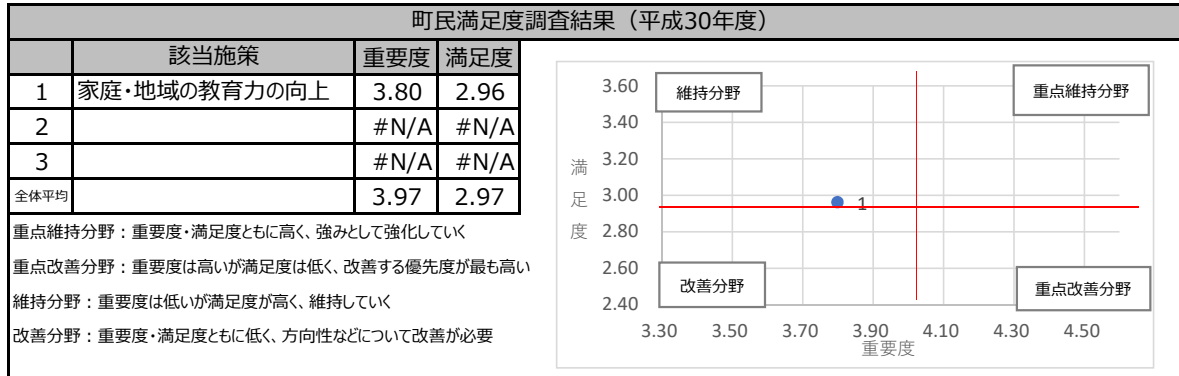 町民満足度調査結果（平成30年度）
該当施策 重要度 満足度
1 家庭・地域の教育力の向上 3.80 2.96
2 #N/A #N/A
3 #N/A #N/A
全体平均 3.97 2.97
重点維持分野：重要度・満足度ともに高く、強みとして強化していく
重点改善分野：重要度は高いが満足度は低く、改善する優先度が最も高い
維持分野：重要度は低いが満足度が高く、維持していく
改善分野：重要度・満足度ともに低く、方向性などについて改善が必要
満足度
3.60
3.40
3.20
3.00
2.80
2.60
2.40
維持分野
重点維持分野
1
改善分野
重点改善分野
3.30 3.50 3.70 3.90 4.10 4.30 4.50
重要度